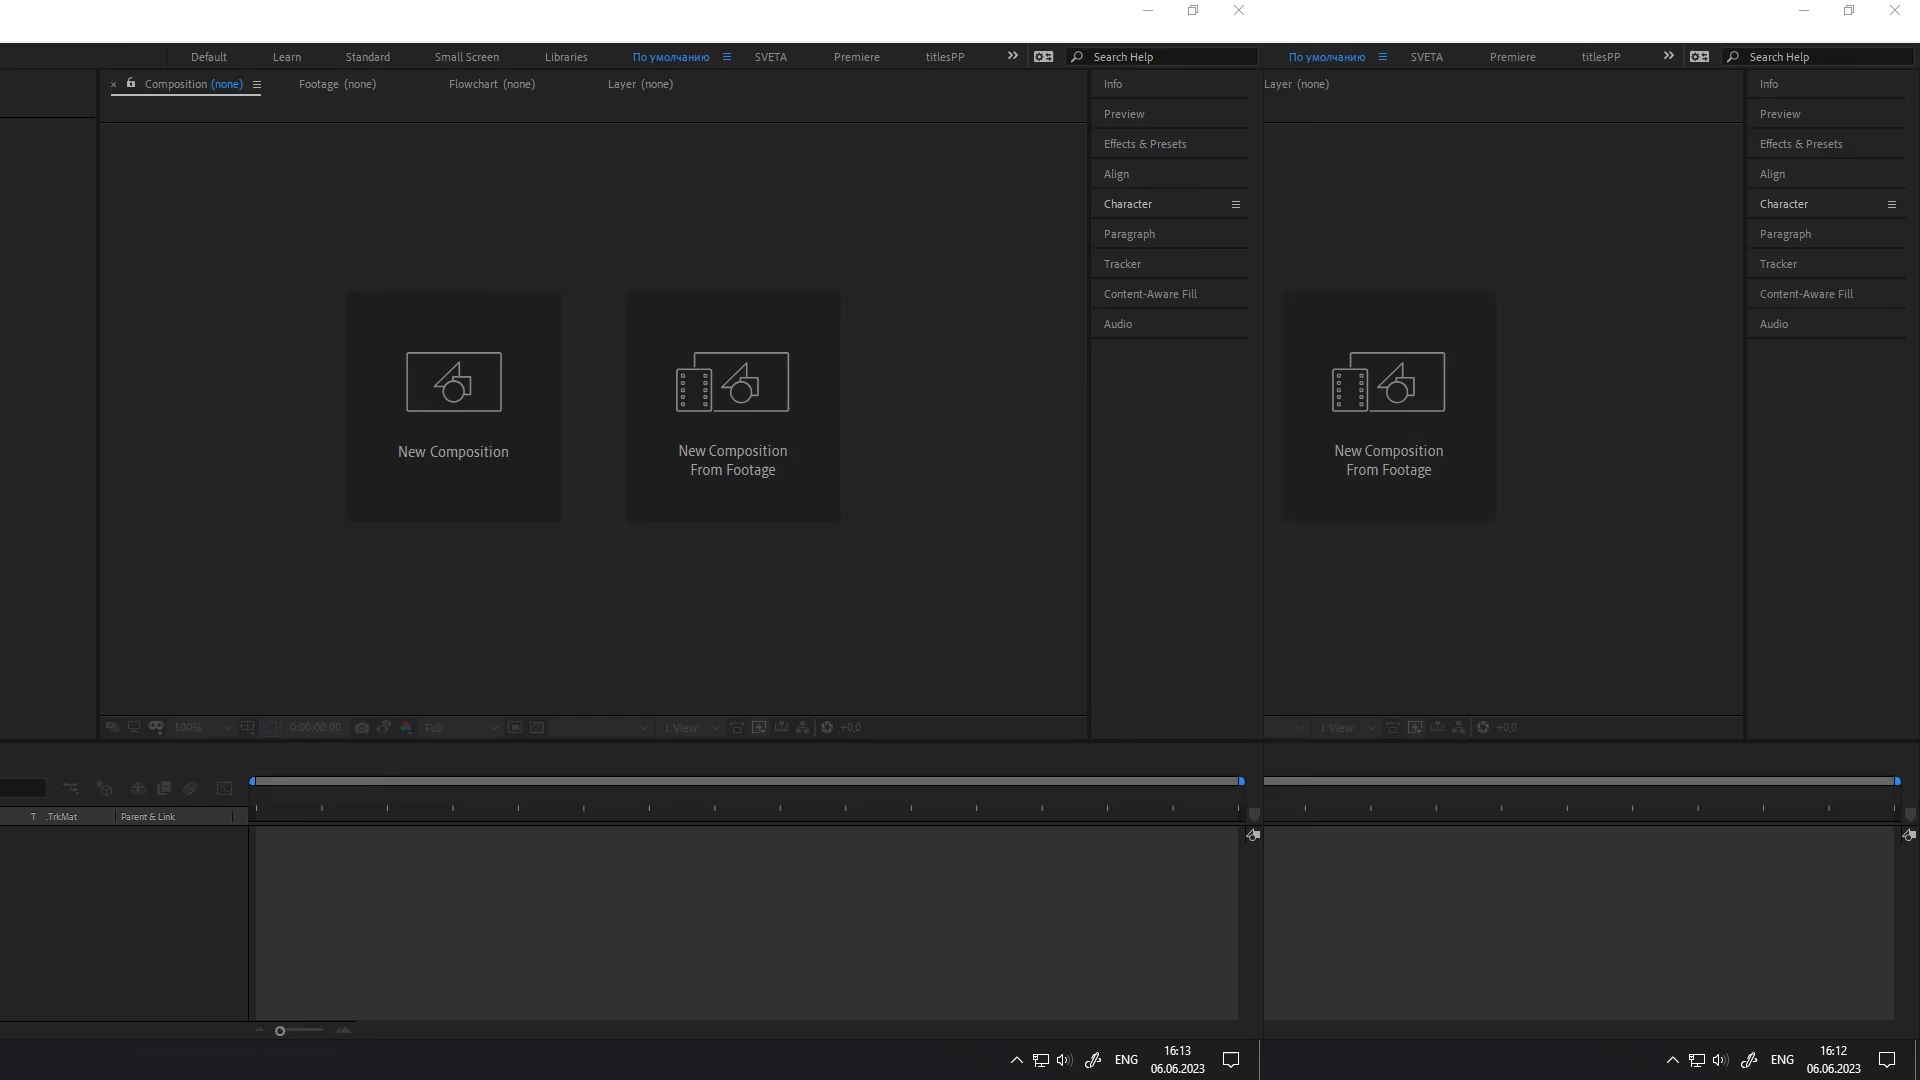 Default Learn Standard Small Screen Libraries По умолчанию SVETA Premiere titlesPP Search Help По умолчанию SVETA Premiere titlesPP Search Help
Composition (none) Footage (none) Flowchart (none) Layer (none) Info Layer (none) Info
Preview Preview
Effects & Presets Effects & Presets
Align Align
Character Character
Paragraph Paragraph
Tracker Tracker
Content-Aware Fill Content-Aware Fill
Audio Audio
New Composition
New Composition
From Footage
New Composition
From Footage
100% 0:00:00:00 Full 1 View +0,0 1 View +0,0
T .TrkMat Parent & Link
ENG 16:13 ENG 16:12
06.06.2023 06.06.2023